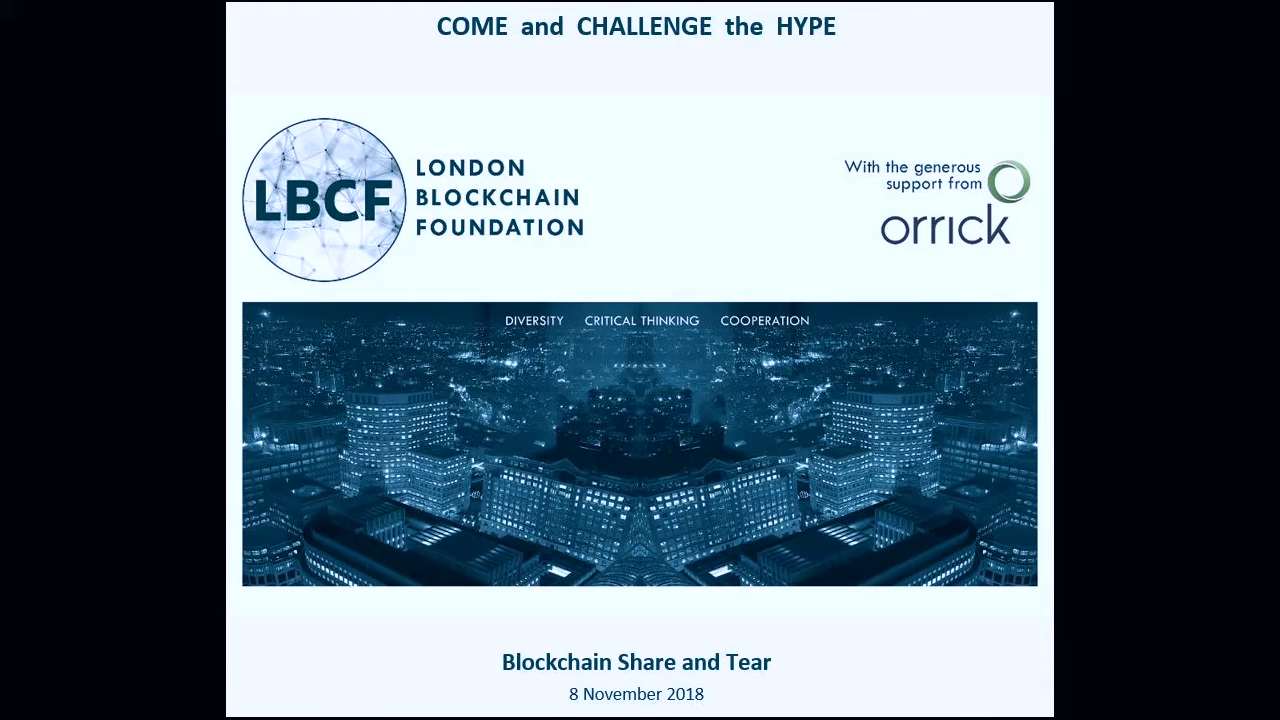 COME and CHALLENGE the HYPE
LBCF
LONDON
BLOCKCHAIN
FOUNDATION
With the generous
support from
orrick
DIVERSITY CRITICAL THINKING COOPERATION
Blockchain Share and Tear
8 November 2018